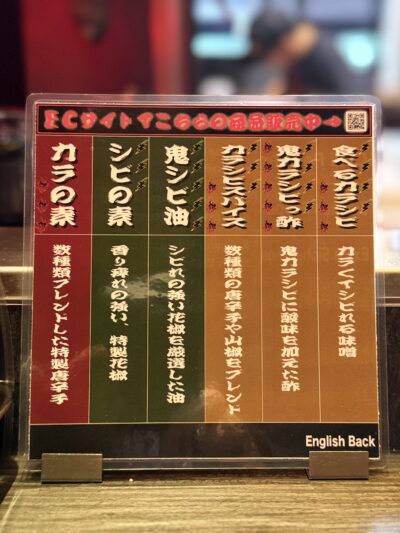 ECサイトでこちらの商品販売中→
食べるカラシビ
カラくてシビれる味噌
鬼カラシビっ酢
鬼カラシビに酸味を加えた酢
カラシビスパイス
数種類の唐辛子や山椒をブレンド
鬼シビ油
シビれの強い花椒を厳選した油
シビの素
香り痺れの強い、特製花椒
カラの素
数種類ブレンドした特製唐辛子
English Back